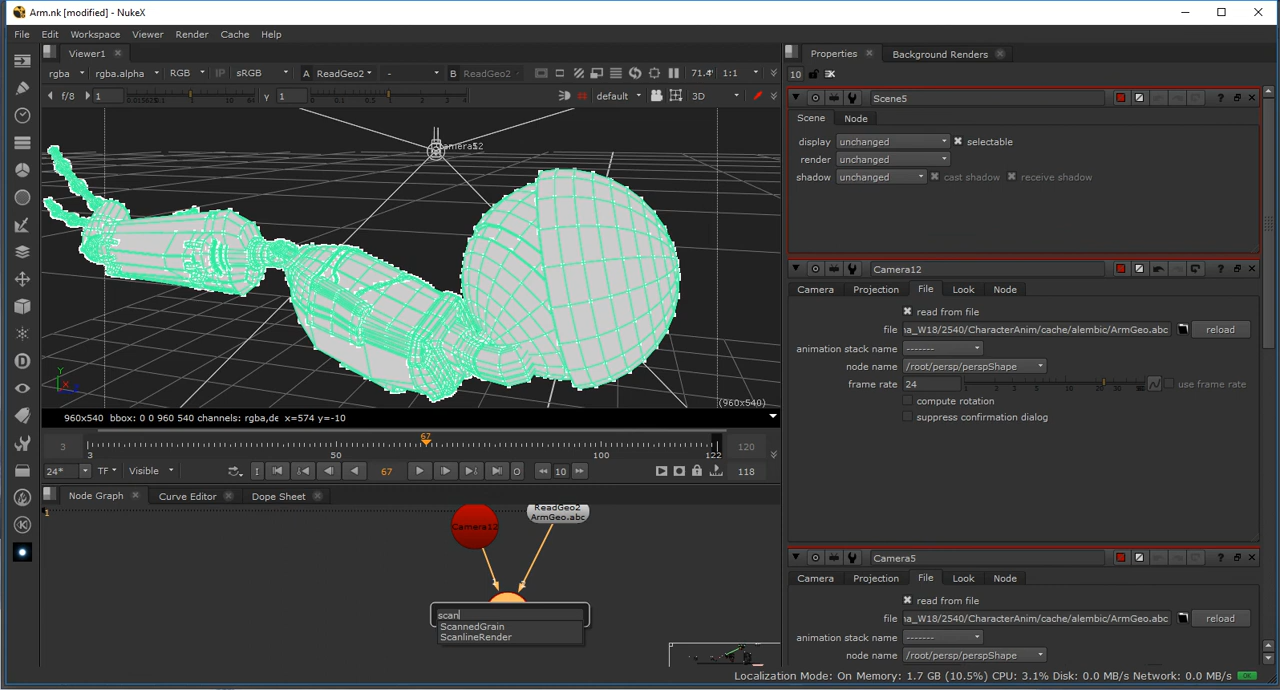 Arm.nk [modified] - NukeX
File Edit Workspace Viewer Render Cache Help
Viewer1
rgba rgba.alpha RGB IP sRGB A ReadGeo2 - B ReadGeo2 71.4 1:1
f/8 1 γ 1 default 3D
(960x540)
960x540 bbox: 0 0 960 540 channels: rgba,de x=574 y=-10
3 3 50 67 100 122 120
24* TF Visible I 67 O 10 118
Node Graph Curve Editor Dope Sheet
1
Camera12
ReadGeo2
ArmGeo.abc
scan
ScannedGrain
ScanlineRender
Properties Background Renders
10
Scene5
Scene Node
display unchanged selectable
render unchanged
shadow unchanged cast shadow receive shadow
Camera12
Camera Projection File Look Node
read from file
file na_W18/2540/CharacterAnim/cache/alembic/ArmGeo.abc reload
animation stack name -------
node name /root/persp/perspShape
frame rate 24 use frame rate
compute rotation
suppress confirmation dialog
Camera5
Camera Projection File Look Node
read from file
file na_W18/2540/CharacterAnim/cache/alembic/ArmGeo.abc reload
animation stack name -------
node name /root/persp/perspShape
Localization Mode: On Memory: 1.7 GB (10.5%) CPU: 3.1% Disk: 0.0 MB/s Network: 0.0 MB/s OK